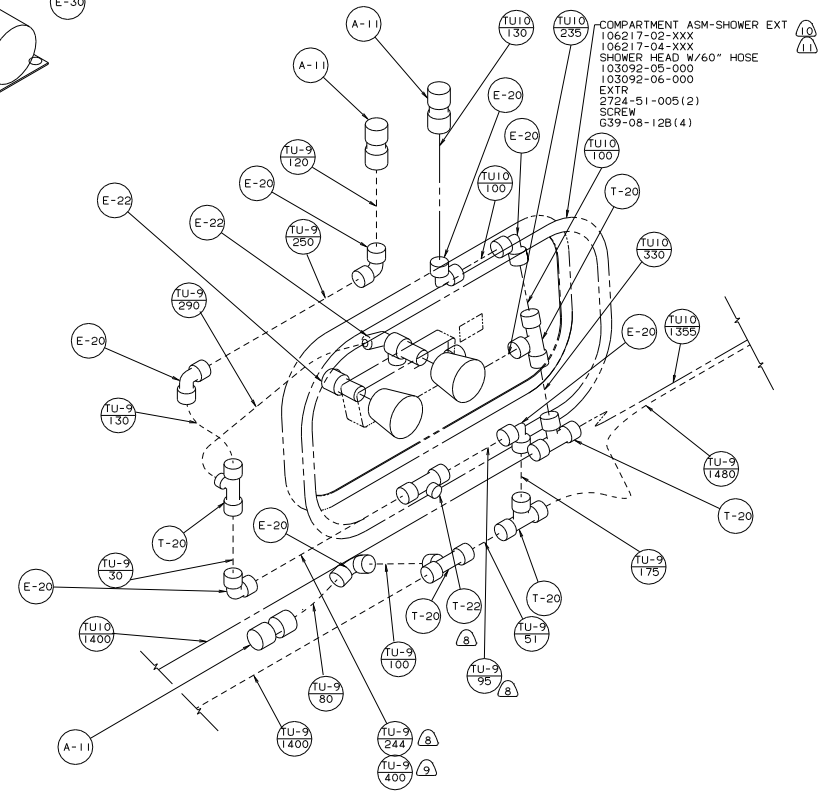 E-30
A-11
TU10
130
TU10
235
COMPARTMENT ASM-SHOWER EXT
10
106217-02-XXX
106217-04-XXX
11
SHOWER HEAD W/60" HOSE
103092-05-000
103092-06-000
EXTR
2724-51-005(2)
SCREW
G39-08-12B(4)
A-11
E-20
E-20
TU-9
120
TU10
100
E-20
TU10
100
T-20
E-22
E-22
TU-9
250
TU10
330
TU-9
290
E-20
TU10
1355
E-20
TU-9
130
TU-9
1480
T-20
T-20
E-20
TU-9
30
TU-9
175
E-20
T-20
T-22
T-20
8
TU10
1400
TU-9
51
TU-9
100
TU-9
95
8
TU-9
80
A-11
TU-9
1400
TU-9
244
8
TU-9
400
9